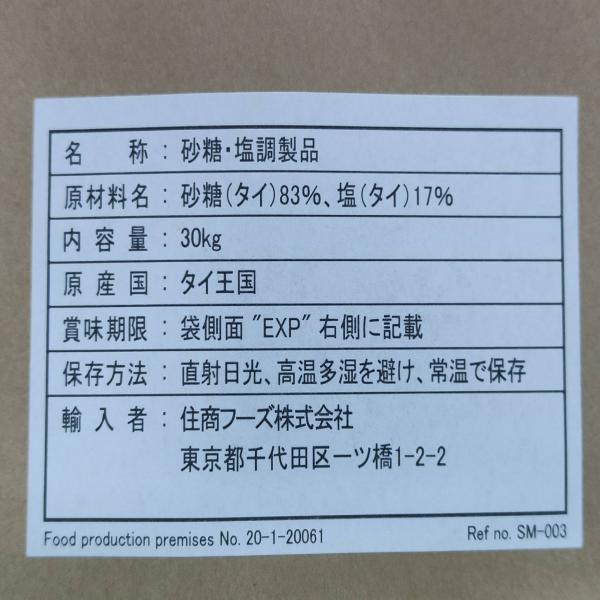 名 称 : 砂糖・塩調製品
原材料名 : 砂糖(タイ)83%、塩(タイ)17%
内容量 : 30kg
原産国 : タイ王国
賞味期限 : 袋側面 "EXP" 右側に記載
保存方法 : 直射日光、高温多湿を避け、常温で保存
輸入者 : 住商フーズ株式会社
東京都千代田区一ツ橋1-2-2
Food production premises No. 20-1-20061 Ref no. SM-003